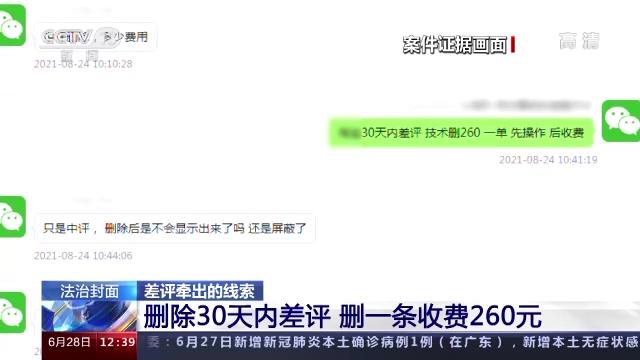 CCTV 13
新闻
少费用
2021-08-24 10:10:28
案件证据画面
高清
30天内差评 技术删260 一单 先操作 后收费
2021-08-24 10:41:19
只是中评， 删除后是不会显示出来了吗 还是屏蔽了
2021-08-24 10:44:06
法治封面
差评牵出的线索
删除30天内差评 删一条收费260元
6月28日 12:39
委：6月27日新增新冠肺炎本土确诊病例1例（在广东），新增本土无症状感